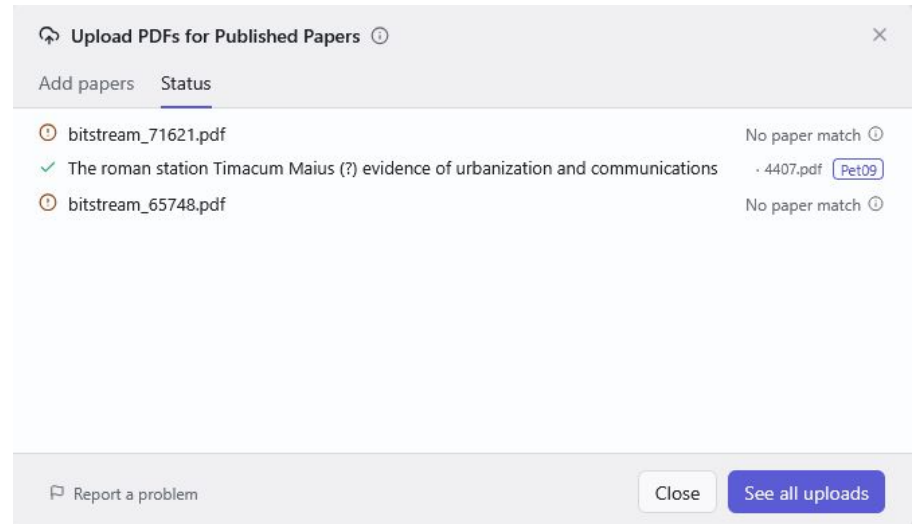 Upload PDFs for Published Papers
Add papers Status
bitstream_71621.pdf No paper match
The roman station Timacum Maius (?) evidence of urbanization and communications · 4407.pdf Pet09
bitstream_65748.pdf No paper match
Report a problem Close See all uploads